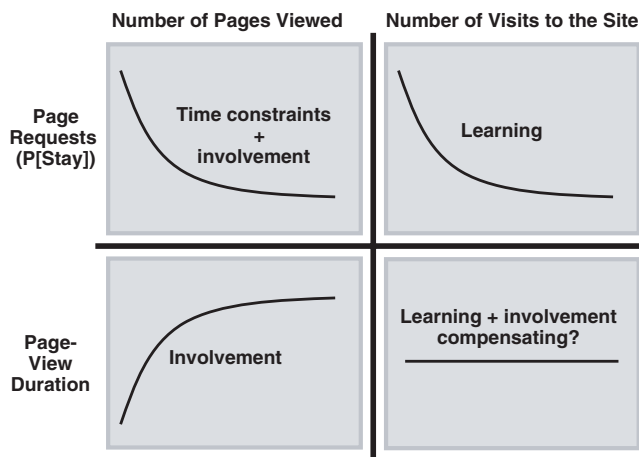 Number of Pages Viewed
Number of Visits to the Site
Page
Requests
(P[Stay])
Time constraints
+
involvement
Learning
Page-
View
Duration
Involvement
Learning + involvement
compensating?